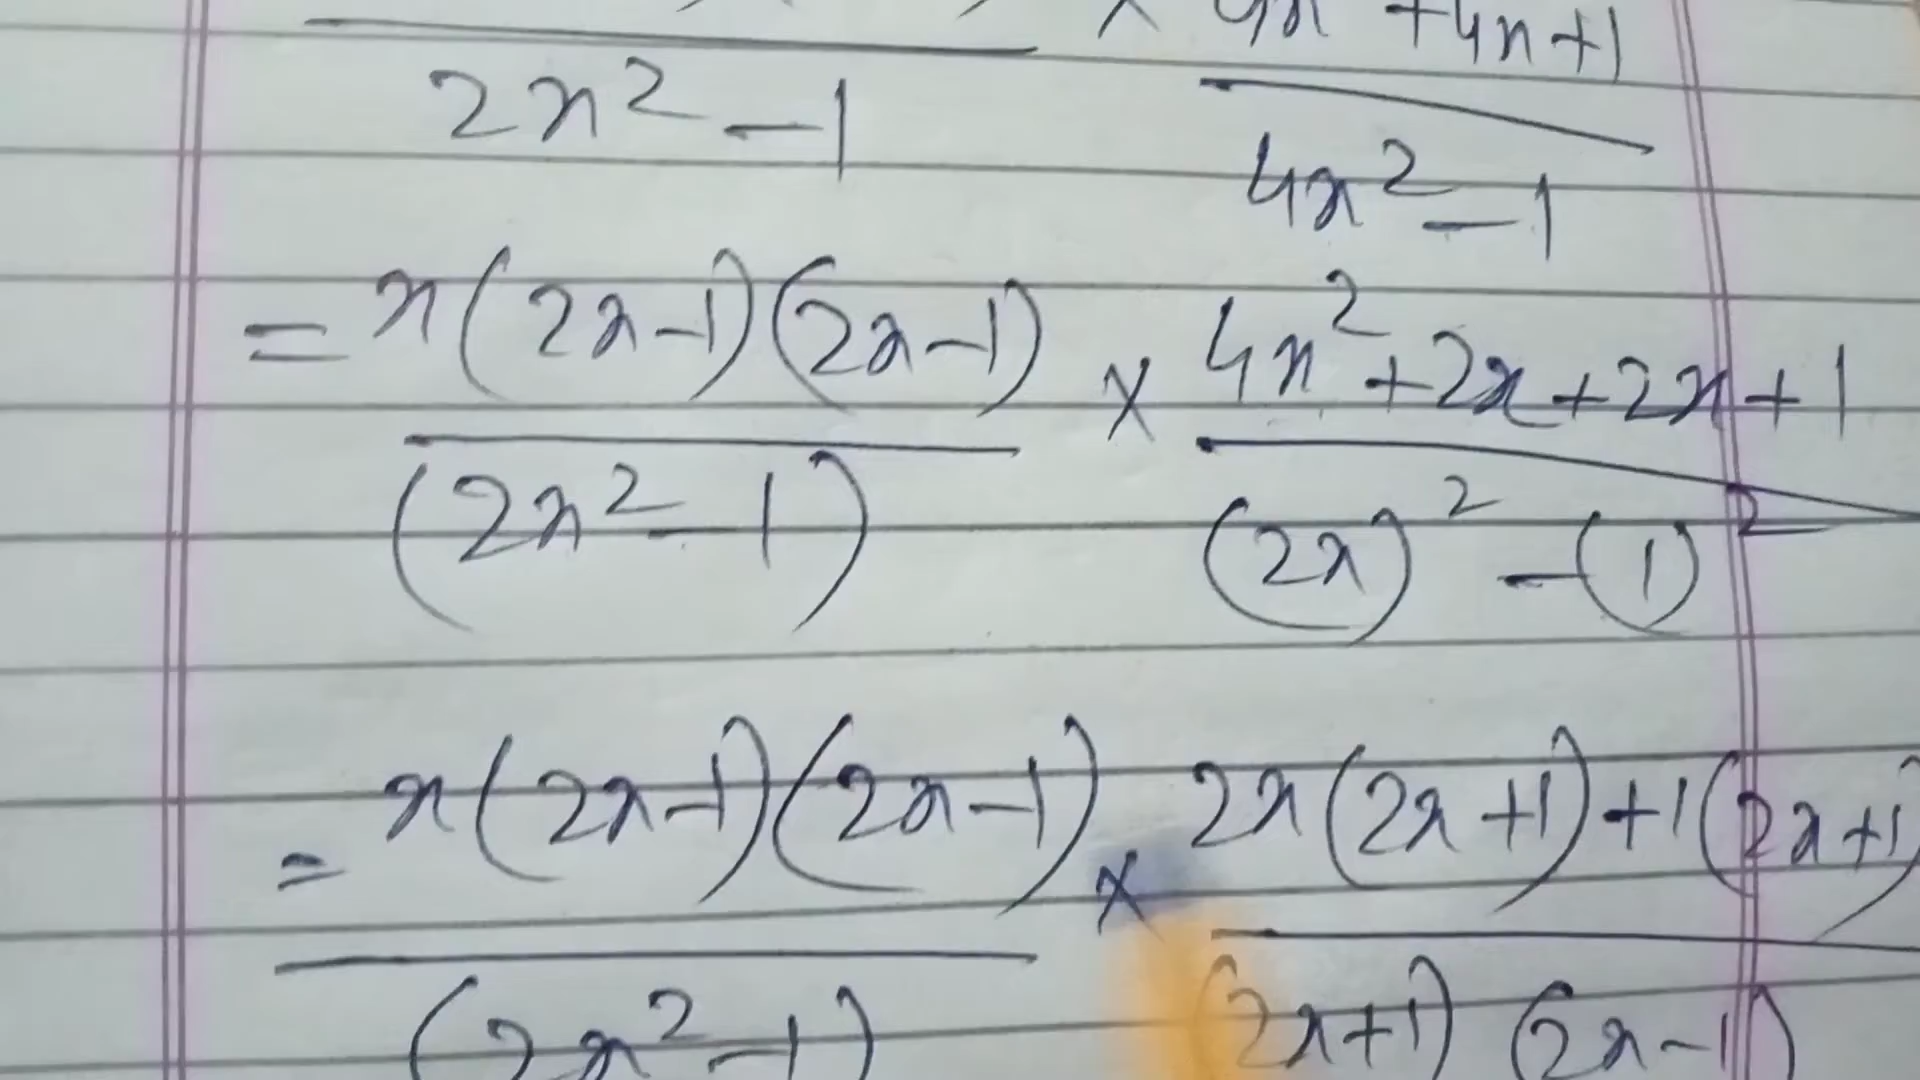 × 4x +4x+1
2x² - 1
4x² - 1
= x(2x-1)(2x-1) × 4x²+2x+2x+1
(2x² - 1) (2x)² - (1)²
= x(2x-1)(2x-1) × 2x(2x+1)+1(2x+1)
(2x²-1) (2x+1) (2x-1)